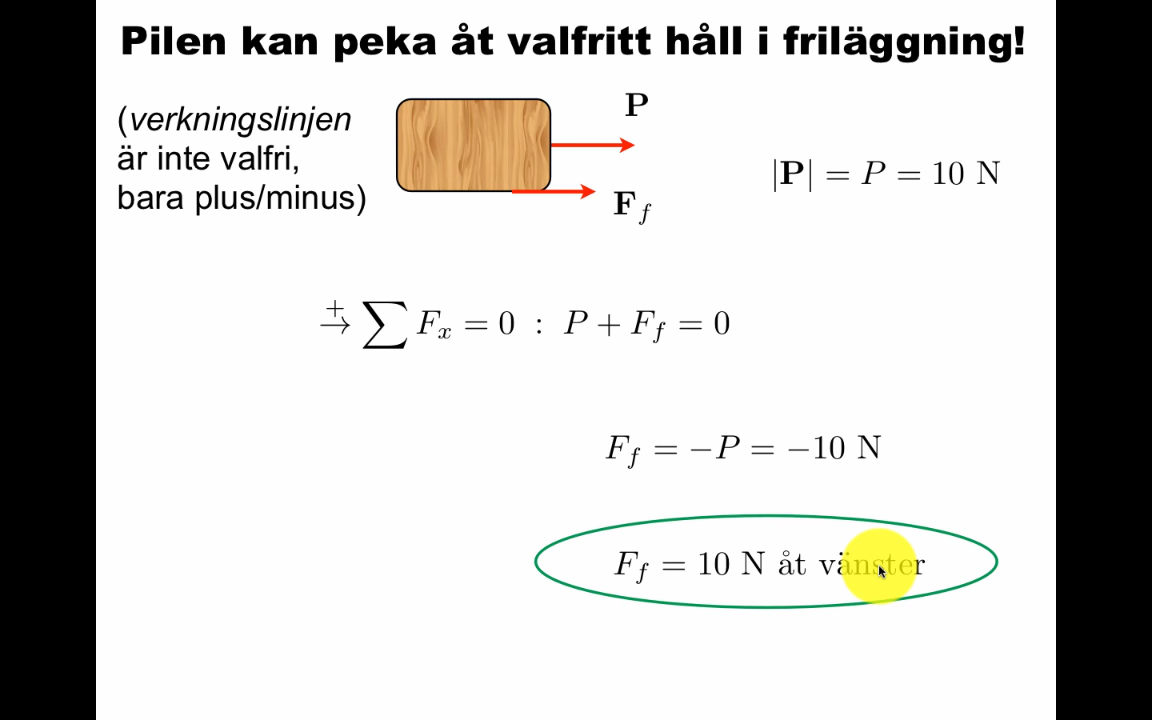 Pilen kan peka åt valfritt håll i friläggning!
(verkningslinjen
är inte valfri,
bara plus/minus)
P
F_f
|P| = P = 10 N
+→ ∑ F_x = 0 : P + F_f = 0
F_f = −P = −10 N
F_f = 10 N åt vänster